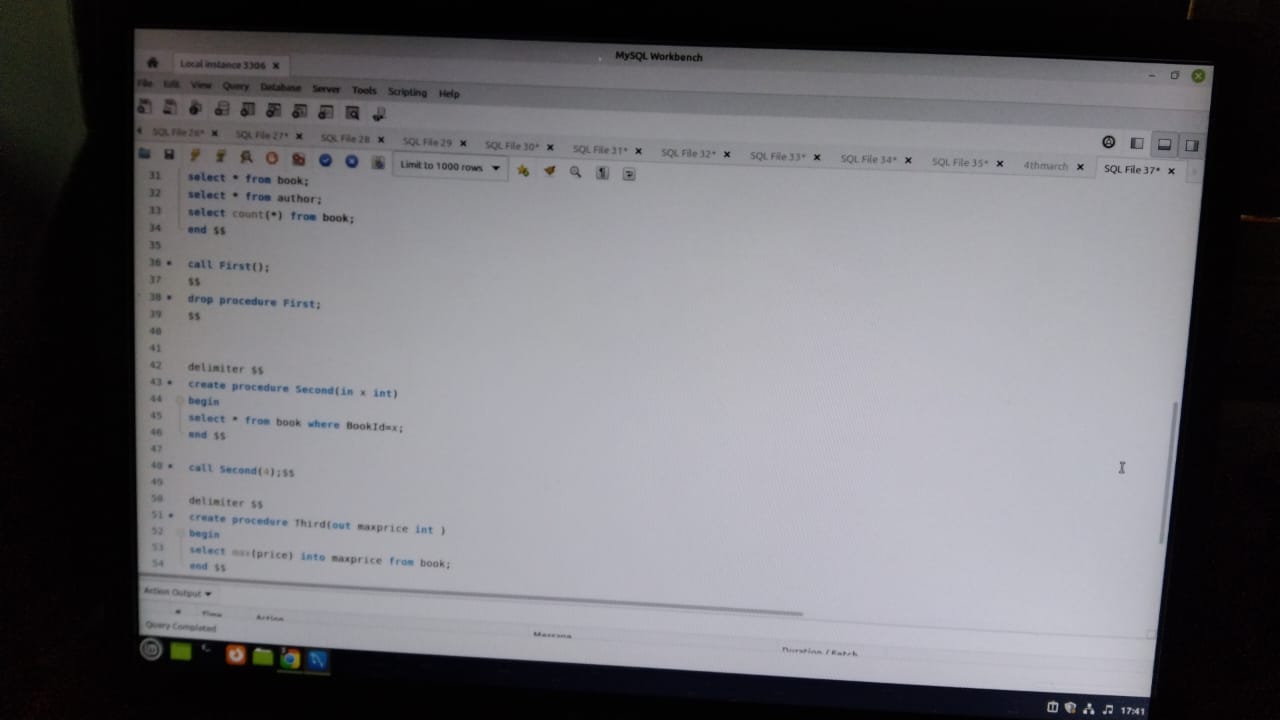 MySQL Workbench
Local instance 3306
File Edit View Query Database Server Tools Scripting Help
SQL File 26* SQL File 27* SQL File 28 SQL File 29 SQL File 30* SQL File 31* SQL File 32* SQL File 33* SQL File 34* SQL File 35* 4thmarch SQL File 37*
Limit to 1000 rows
31 select * from book;
32 select * from author;
33 select count(*) from book;
34 end $$
35
36 call First();
37 $$
38 drop procedure First;
39 $$
40
41
42 delimiter $$
43 create procedure Second(in x int)
44 begin
45 select * from book where BookId=x;
46 end $$
47
48 call Second(4);$$
49
50 delimiter $$
51 create procedure Third(out maxprice int )
52 begin
53 select max(price) into maxprice from book;
54 end $$
Action Output
# Time Action Message Duration / Fetch
Query Completed
17:41